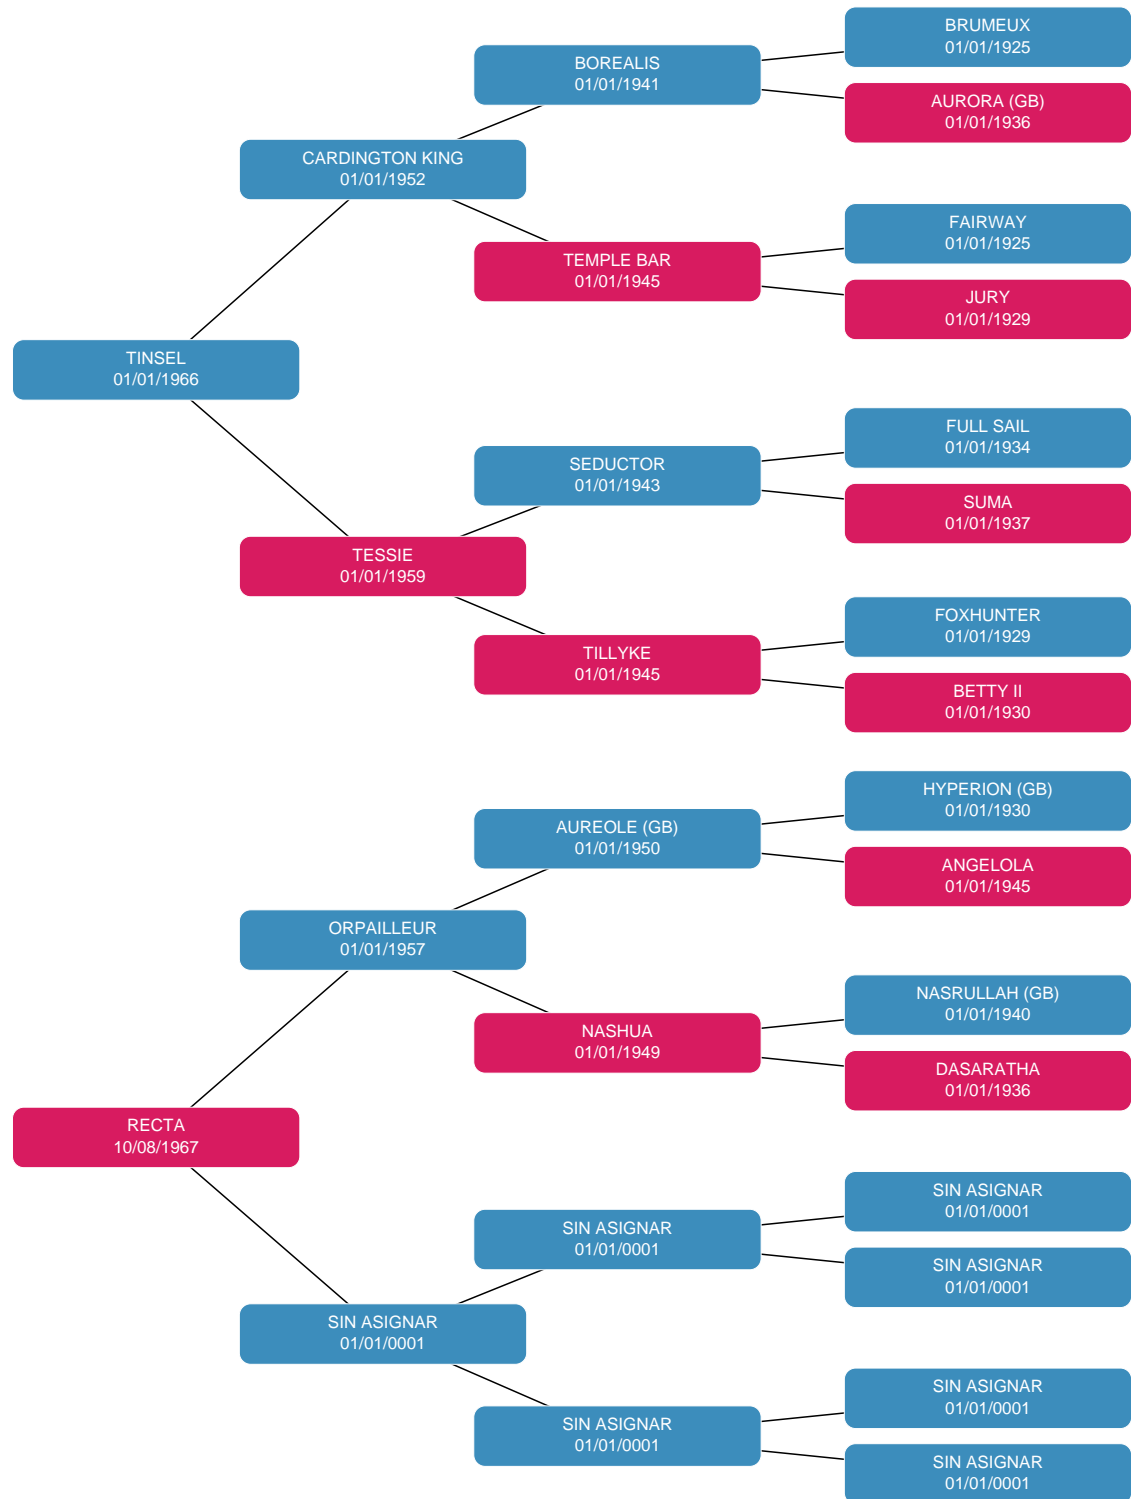 BRUMEUX
01/01/1925
BOREALIS
01/01/1941
AURORA (GB)
01/01/1936
CARDINGTON KING
01/01/1952
FAIRWAY
01/01/1925
TEMPLE BAR
01/01/1945
JURY
01/01/1929
TINSEL
01/01/1966
FULL SAIL
01/01/1934
SEDUCTOR
01/01/1943
SUMA
01/01/1937
TESSIE
01/01/1959
FOXHUNTER
01/01/1929
TILLYKE
01/01/1945
BETTY II
01/01/1930
HYPERION (GB)
01/01/1930
AUREOLE (GB)
01/01/1950
ANGELOLA
01/01/1945
ORPAILLEUR
01/01/1957
NASRULLAH (GB)
01/01/1940
NASHUA
01/01/1949
DASARATHA
01/01/1936
RECTA
10/08/1967
SIN ASIGNAR
01/01/0001
SIN ASIGNAR
01/01/0001
SIN ASIGNAR
01/01/0001
SIN ASIGNAR
01/01/0001
SIN ASIGNAR
01/01/0001
SIN ASIGNAR
01/01/0001
SIN ASIGNAR
01/01/0001